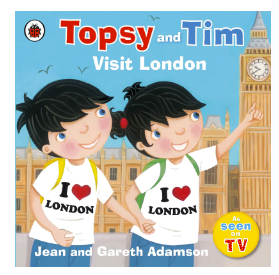 Topsy and Tim
Visit London
I ♥
LONDON
I ♥
LONDON
As
seen
on
TV
Jean and Gareth Adamson